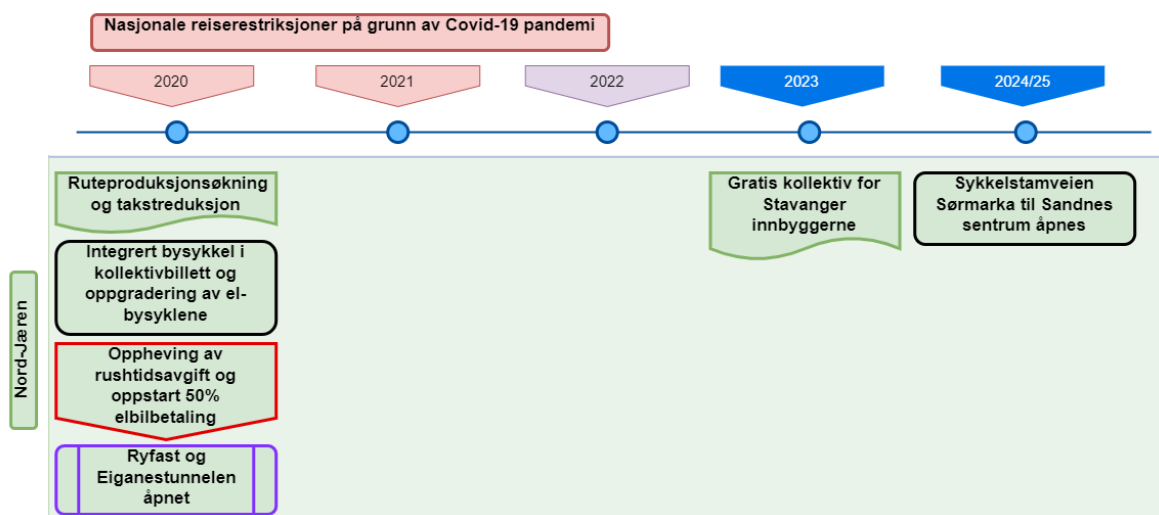 Nasjonale reiserestriksjoner på grunn av Covid-19 pandemi
2020
2021
2022
2023
2024/25
Nord-Jæren
Ruteproduksjonsøkning
og takstreduksjon
Integrert bysykkel i
kollektivbillett og
oppgradering av el-
bysyklene
Oppheving av
rushtidsavgift og
oppstart 50%
elbilbetaling
Ryfast og
Eiganestunnelen
åpnet
Gratis kollektiv for
Stavanger
innbyggerne
Sykkelstamveien
Sørmarka til Sandnes
sentrum åpnes